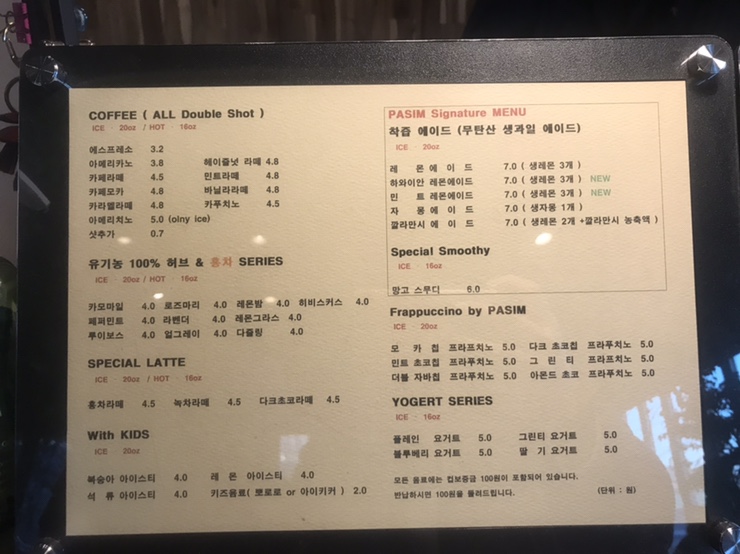 COFFEE ( ALL Double Shot )
ICE · 20oz / HOT · 16oz
에스프레소 3.2
아메리카노 3.8 헤이즐넛 라떼 4.8
카페라떼 4.5 민트라떼 4.8
카페모카 4.8 바닐라라떼 4.8
카라멜라떼 4.8 카푸치노 4.5
아메리치노 5.0 (olny ice)
샷추가 0.7
유기농 100% 허브 & 홍차 SERIES
ICE · 20oz / HOT · 16oz
카모마일 4.0 로즈마리 4.0 레몬밤 4.0 히비스커스 4.0
페퍼민트 4.0 라벤더 4.0 레몬그라스 4.0
루이보스 4.0 얼그레이 4.0 다즐링 4.0
SPECIAL LATTE
ICE · 20oz / HOT · 16oz
홍차라떼 4.5 녹차라떼 4.5 다크초코라떼 4.5
With KIDS
ICE 20oz
복숭아 아이스티 4.0 레 몬 아이스티 4.0
석 류 아이스티 4.0 키즈음료( 뽀로로 or 아이키커 ) 2.0
PASIM Signature MENU
착즙 에이드 (무탄산 생과일 에이드)
ICE · 20oz
레 몬 에 이 드 7.0 ( 생레몬 3개 )
하와이안 레몬에이드 7.0 ( 생레몬 3개 ) NEW
민 트 레몬에이드 7.0 ( 생레몬 3개 ) NEW
자 몽 에 이 드 7.0 ( 생자몽 1개 )
깔라만시 에 이 드 7.0 ( 생레몬 2개 +깔라만시 농축액 )
Special Smoothy
ICE · 16oz
망고 스무디 6.0
Frappuccino by PASIM
ICE · 20oz
모 카 칩 프라프치노 5.0 다크 초코칩 프라푸치노 5.0
민트 초코칩 프라푸치노 5.0 그 린 티 프라프치노 5.0
더블 자바칩 프라푸치노 5.0 아몬드 초코 프라푸치노 5.0
YOGERT SERIES
ICE · 16oz
플레인 요거트 5.0 그린티 요거트 5.0
블루베리 요거트 5.0 딸 기 요거트 5.0
모든 음료에는 컵보증금 100원이 포함되어 있습니다.
반납하시면 100원을 돌려드립니다. (단위 : 원)